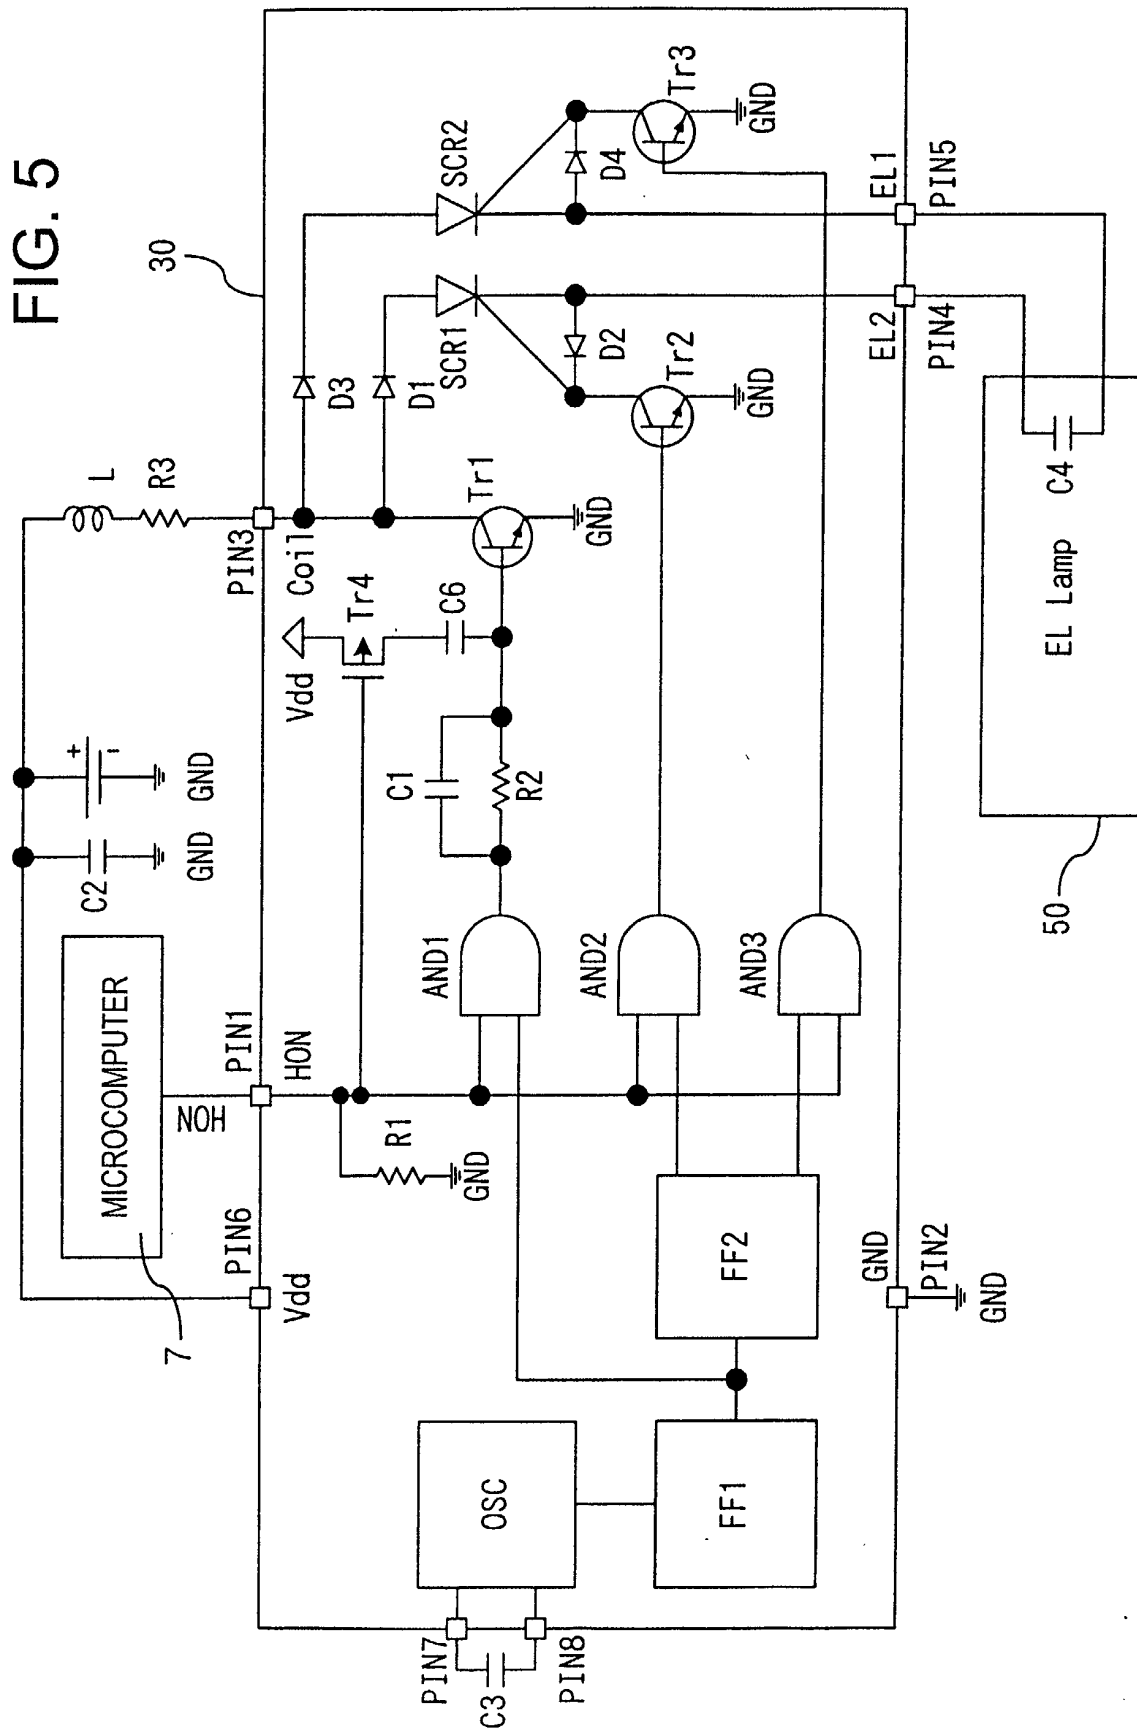 FIG. 5
MICROCOMPUTER
7
HON
C2
GND
+
-
GND
L
R3
30
PIN6
Vdd
PIN1
HON
PIN3
Coil
R1
GND
Vdd
Tr4
C6
C1
R2
Tr1
GND
D3
D1
SCR1
SCR2
D2
D4
Tr2
GND
Tr3
GND
AND1
AND2
AND3
OSC
FF1
FF2
PIN7
C3
PIN8
GND
PIN2
GND
EL2
PIN4
EL1
PIN5
EL Lamp
C4
50